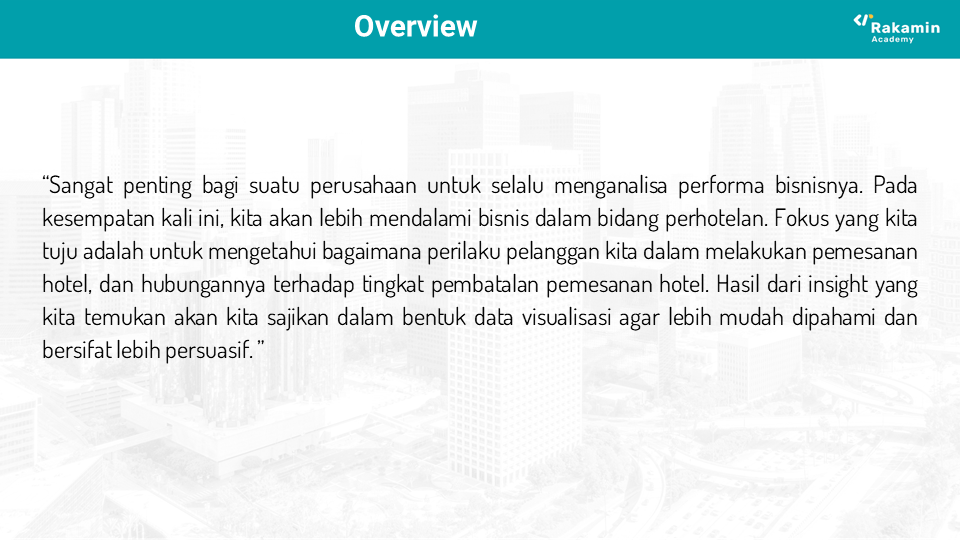 Overview
Rakamin
Academy
“Sangat penting bagi suatu perusahaan untuk selalu menganalisa performa bisnisnya. Pada
kesempatan kali ini, kita akan lebih mendalami bisnis dalam bidang perhotelan. Fokus yang kita
tuju adalah untuk mengetahui bagaimana perilaku pelanggan kita dalam melakukan pemesanan
hotel, dan hubungannya terhadap tingkat pembatalan pemesanan hotel. Hasil dari insight yang
kita temukan akan kita sajikan dalam bentuk data visualisasi agar lebih mudah dipahami dan
bersifat lebih persuasif. ”